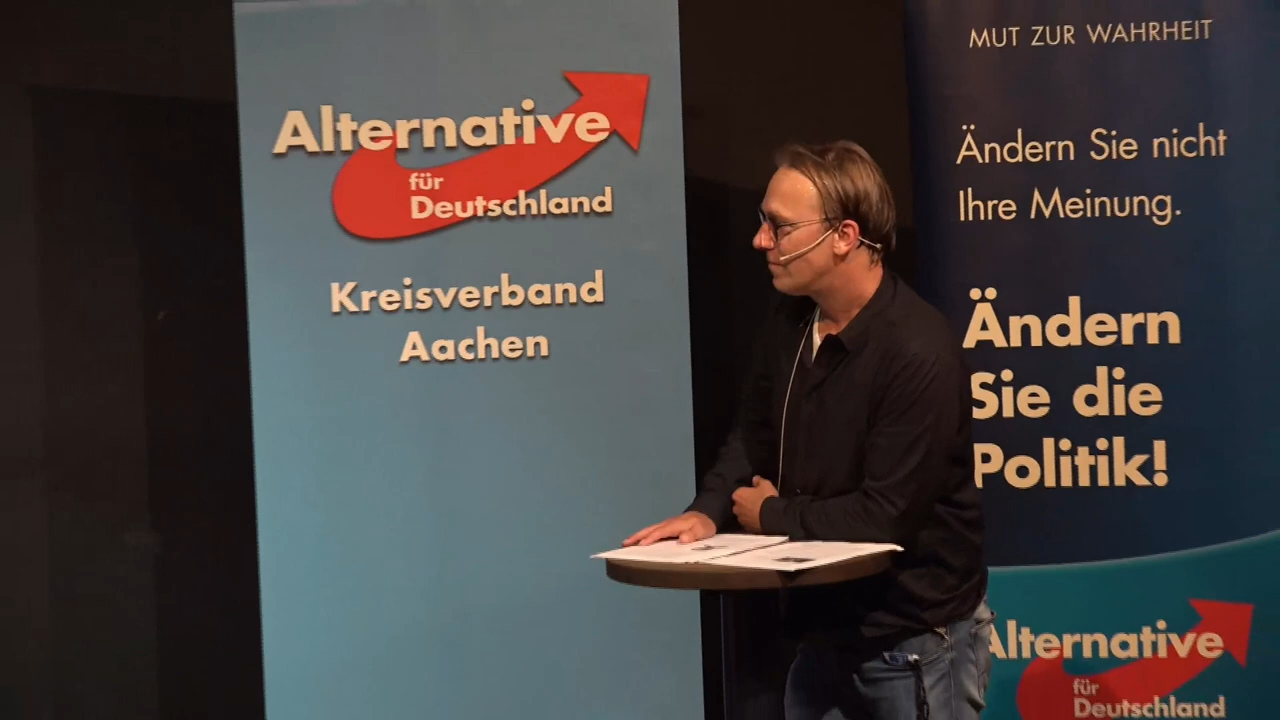 Alternative
für
Deutschland
Kreisverband
Aachen
MUT ZUR WAHRHEIT
Ändern Sie nicht
Ihre Meinung.
Ändern
Sie die
Politik!
Alternative
für
Deutschland